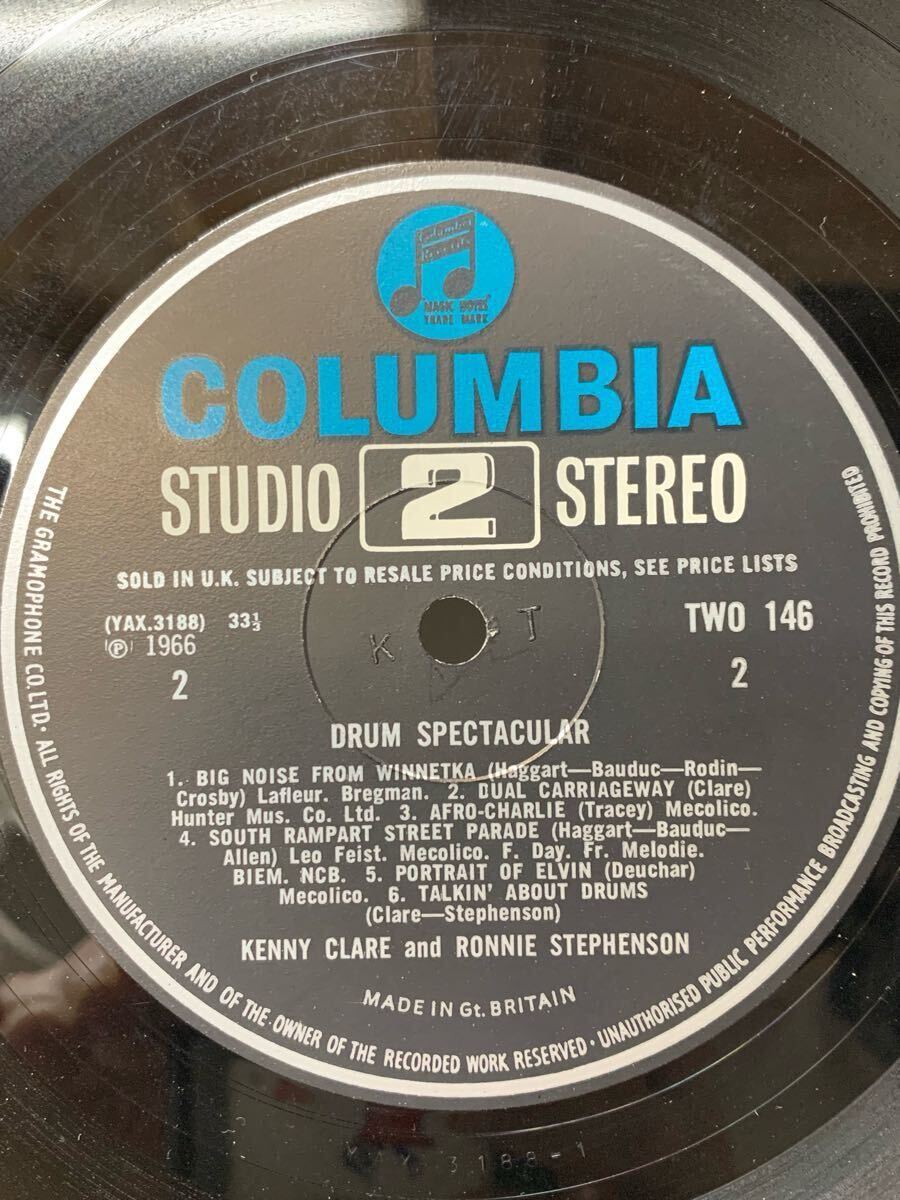 Columbia
Records
MAGIC NOTES
TRADE MARK
COLUMBIA
STUDIO 2 STEREO
SOLD IN U.K. SUBJECT TO RESALE PRICE CONDITIONS, SEE PRICE LISTS
(YAX.3188) 33⅓
TWO 146
Ⓟ 1966
2
2
K T
DRUM SPECTACULAR
1. BIG NOISE FROM WINNETKA (Haggart—Bauduc—Rodin—
Crosby) Lafleur. Bregman. 2. DUAL CARRIAGEWAY (Clare)
Hunter Mus. Co. Ltd. 3. AFRO-CHARLIE (Tracey) Mecolico.
4. SOUTH RAMPART STREET PARADE (Haggart—Bauduc—
Allen) Leo Feist. Mecolico. F. Day. Fr. Melodie.
BIEM. NCB. 5. PORTRAIT OF ELVIN (Deuchar)
Mecolico. 6. TALKIN' ABOUT DRUMS
(Clare—Stephenson)
KENNY CLARE and RONNIE STEPHENSON
MADE IN Gt. BRITAIN
THE GRAMOPHONE CO. LTD. · ALL RIGHTS OF THE MANUFACTURER AND OF THE OWNER OF THE RECORDED WORK RESERVED · UNAUTHORISED PUBLIC PERFORMANCE BROADCASTING AND COPYING OF THIS RECORD PROHIBITED
YAX 3188-1